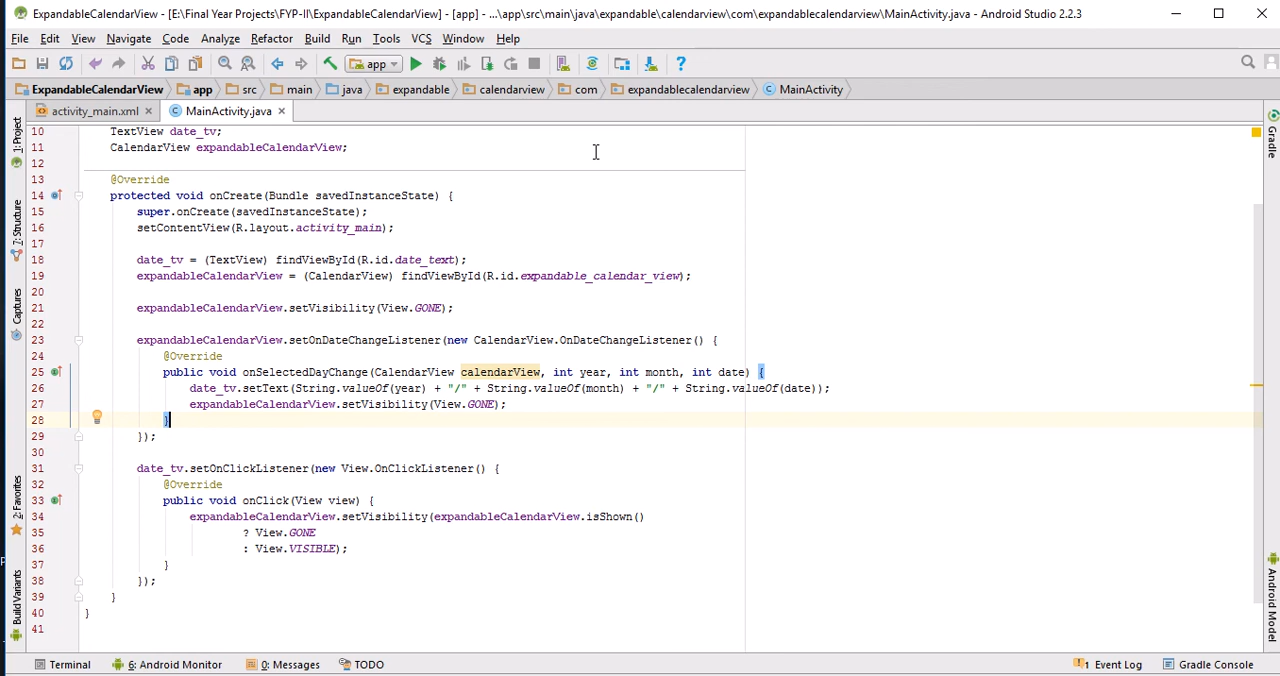 ExpandableCalendarView - [E:\Final Year Projects\FYP-II\ExpandableCalendarView] - [app] - ...\app\src\main\java\expandable\calendarview\com\expandablecalendarview\MainActivity.java - Android Studio 2.2.3
File Edit View Navigate Code Analyze Refactor Build Run Tools VCS Window Help
app
ExpandableCalendarView app src main java expandable calendarview com expandablecalendarview MainActivity
activity_main.xml MainActivity.java
10 TextView date_tv;
11 CalendarView expandableCalendarView;
12
13 @Override
14 protected void onCreate(Bundle savedInstanceState) {
15 super.onCreate(savedInstanceState);
16 setContentView(R.layout.activity_main);
17
18 date_tv = (TextView) findViewById(R.id.date_text);
19 expandableCalendarView = (CalendarView) findViewById(R.id.expandable_calendar_view);
20
21 expandableCalendarView.setVisibility(View.GONE);
22
23 expandableCalendarView.setOnDateChangeListener(new CalendarView.OnDateChangeListener() {
24 @Override
25 public void onSelectedDayChange(CalendarView calendarView, int year, int month, int date) {
26 date_tv.setText(String.valueOf(year) + "/" + String.valueOf(month) + "/" + String.valueOf(date));
27 expandableCalendarView.setVisibility(View.GONE);
28 }
29 });
30
31 date_tv.setOnClickListener(new View.OnClickListener() {
32 @Override
33 public void onClick(View view) {
34 expandableCalendarView.setVisibility(expandableCalendarView.isShown()
35 ? View.GONE
36 : View.VISIBLE);
37 }
38 });
39 }
40 }
41
1: Project
7: Structure
Captures
2: Favorites
Build Variants
Gradle
Android Model
Terminal 6: Android Monitor 0: Messages TODO 1 Event Log Gradle Console